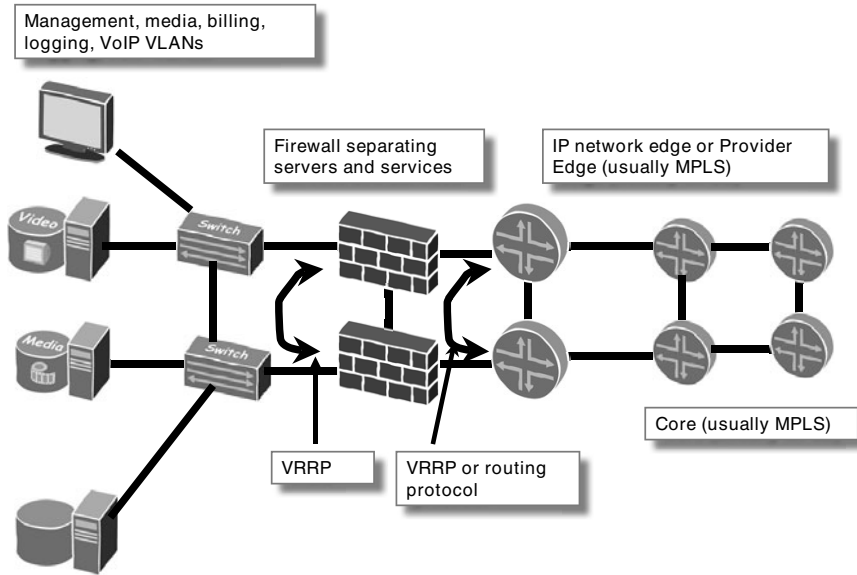 Management, media, billing,
logging, VoIP VLANs
Firewall separating
servers and services
IP network edge or Provider
Edge (usually MPLS)
Video
Switch
Media
Switch
Core (usually MPLS)
VRRP
VRRP or routing
protocol